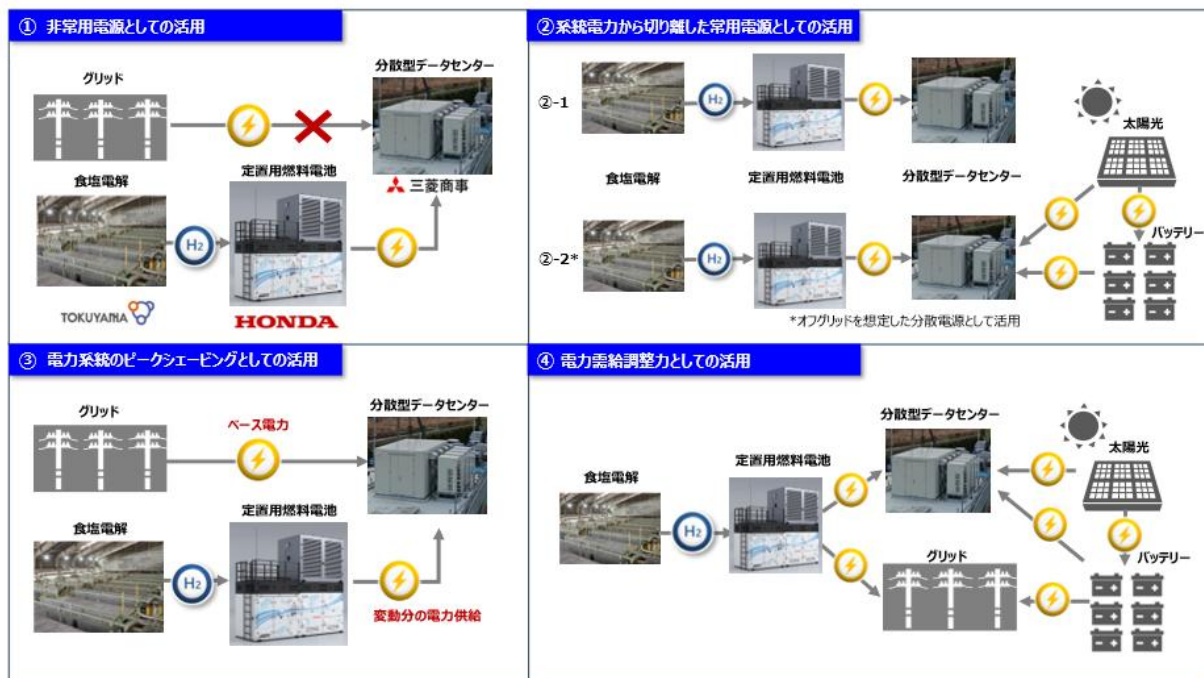 ① 非常用電源としての活用
グリッド
分散型データセンター
食塩電解
定置用燃料電池
三菱商事
H₂
TOKUYAMA
HONDA
②系統電力から切り離した常用電源としての活用
②-1
H₂
太陽光
食塩電解
定置用燃料電池
分散型データセンター
バッテリー
②-2*
H₂
*オフグリッドを想定した分散電源として活用
③ 電力系統のピークシェービングとしての活用
グリッド
ベース電力
分散型データセンター
食塩電解
定置用燃料電池
H₂
変動分の電力供給
④ 電力需給調整力としての活用
分散型データセンター
太陽光
定置用燃料電池
食塩電解
H₂
グリッド
バッテリー